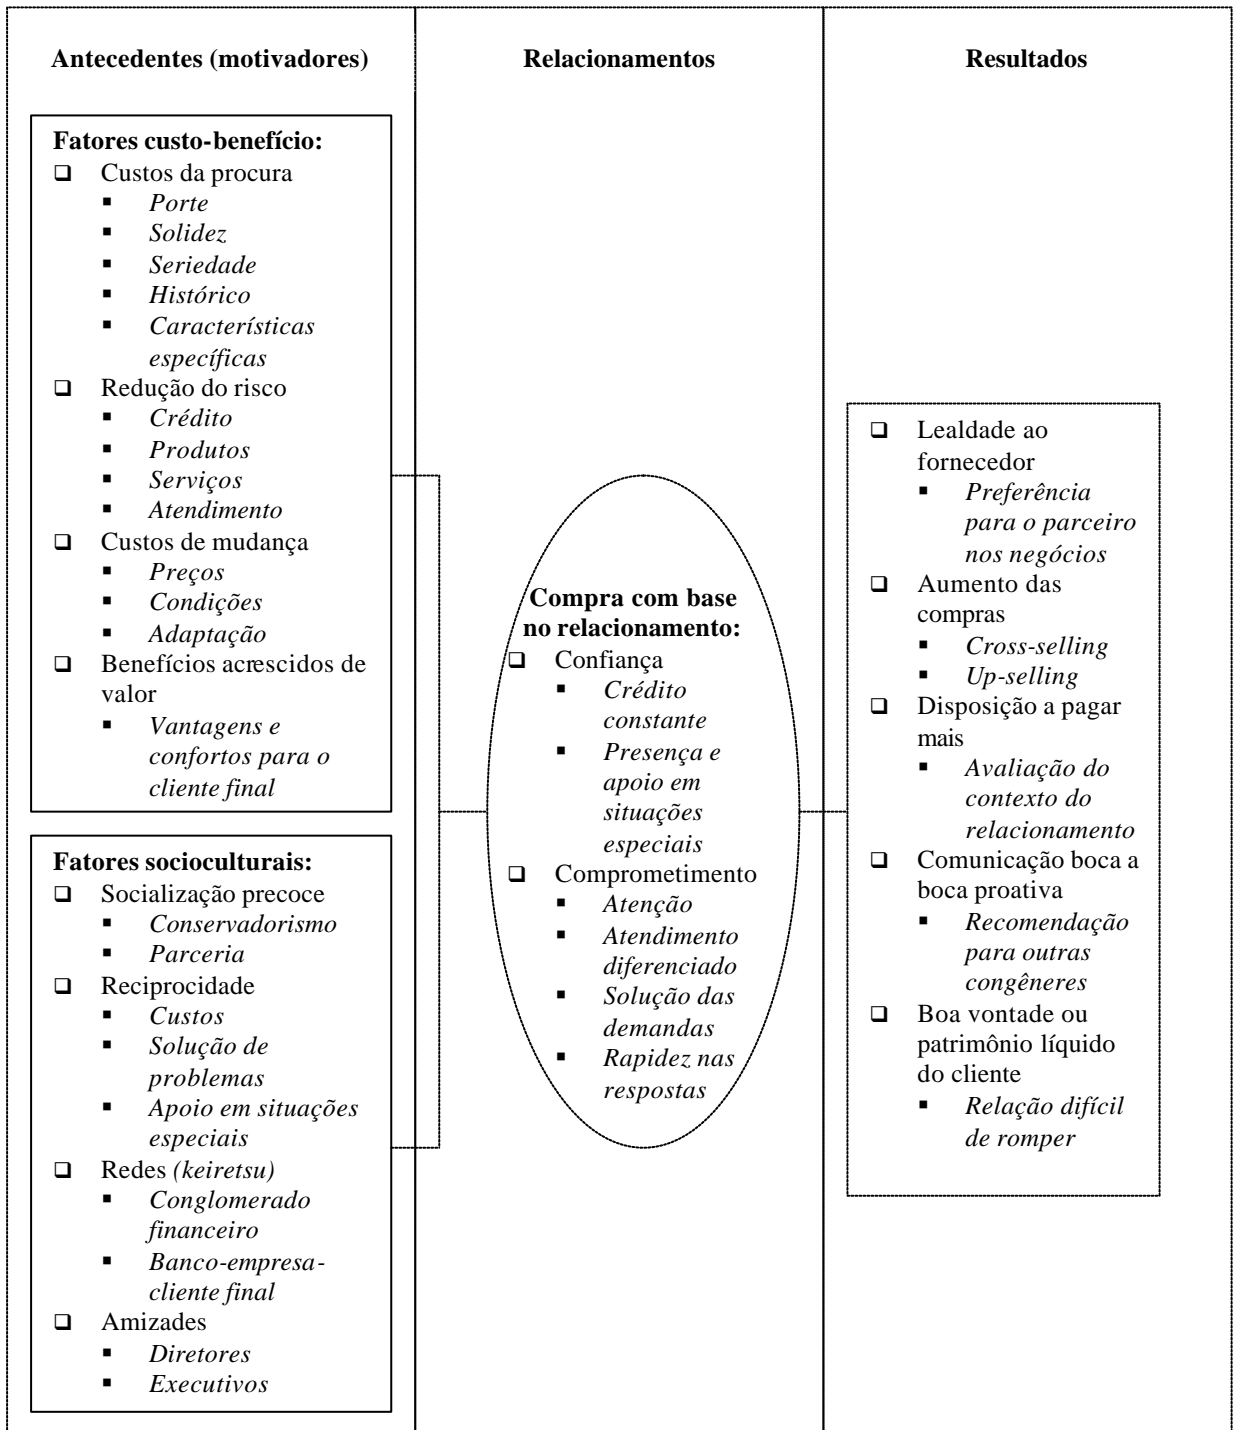 Antecedentes (motivadores)
Relacionamentos
Resultados
Fatores custo-benefício:
❑ Custos da procura
▪ Porte
▪ Solidez
▪ Seriedade
▪ Histórico
▪ Características
específicas
❑ Redução do risco
▪ Crédito
▪ Produtos
▪ Serviços
▪ Atendimento
❑ Custos de mudança
▪ Preços
▪ Condições
▪ Adaptação
❑ Benefícios acrescidos de
valor
▪ Vantagens e
confortos para o
cliente final
Fatores socioculturais:
❑ Socialização precoce
▪ Conservadorismo
▪ Parceria
❑ Reciprocidade
▪ Custos
▪ Solução de
problemas
▪ Apoio em situações
especiais
❑ Redes (keiretsu)
▪ Conglomerado
financeiro
▪ Banco-empresa-
cliente final
❑ Amizades
▪ Diretores
▪ Executivos
Compra com base
no relacionamento:
❑ Confiança
▪ Crédito
constante
▪ Presença e
apoio em
situações
especiais
❑ Comprometimento
▪ Atenção
▪ Atendimento
diferenciado
▪ Solução das
demandas
▪ Rapidez nas
respostas
❑ Lealdade ao
fornecedor
▪ Preferência
para o parceiro
nos negócios
❑ Aumento das
compras
▪ Cross-selling
▪ Up-selling
❑ Disposição a pagar
mais
▪ Avaliação do
contexto do
relacionamento
❑ Comunicação boca a
boca proativa
▪ Recomendação
para outras
congêneres
❑ Boa vontade ou
patrimônio líquido
do cliente
▪ Relação difícil
de romper